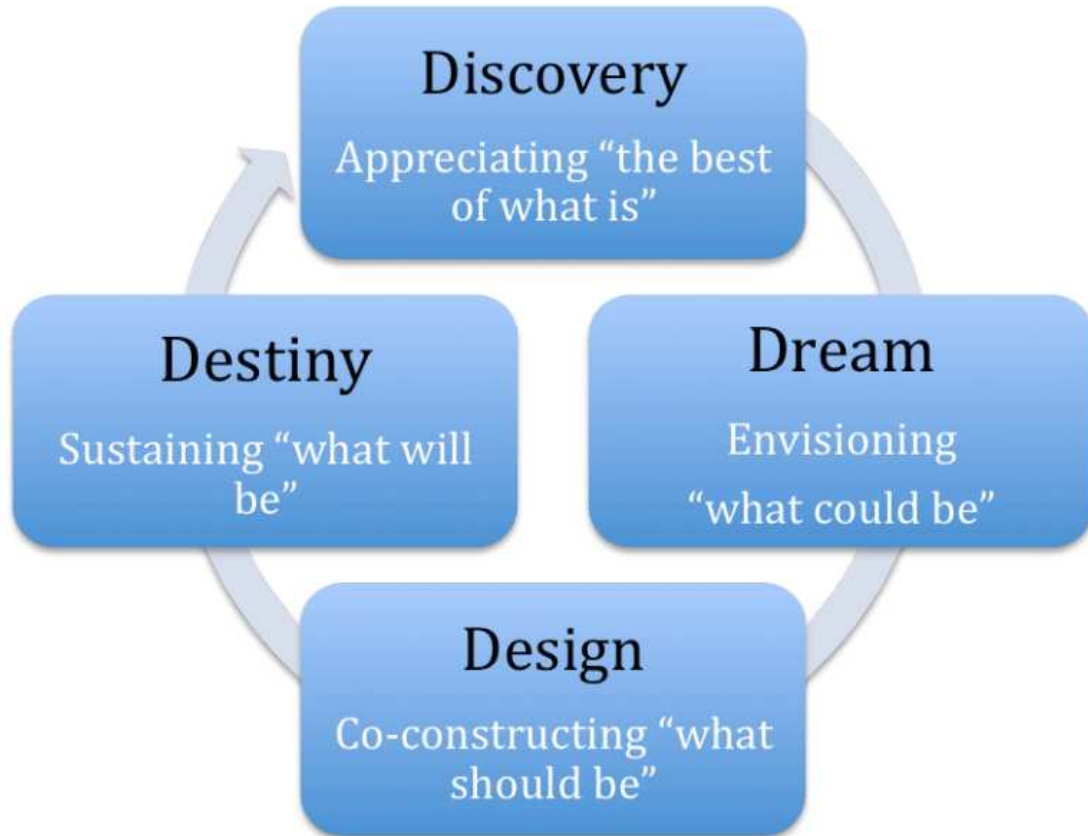 Discovery
Appreciating “the best
of what is”
Destiny
Sustaining “what will
be”
Dream
Envisioning
“what could be”
Design
Co-constructing “what
should be”